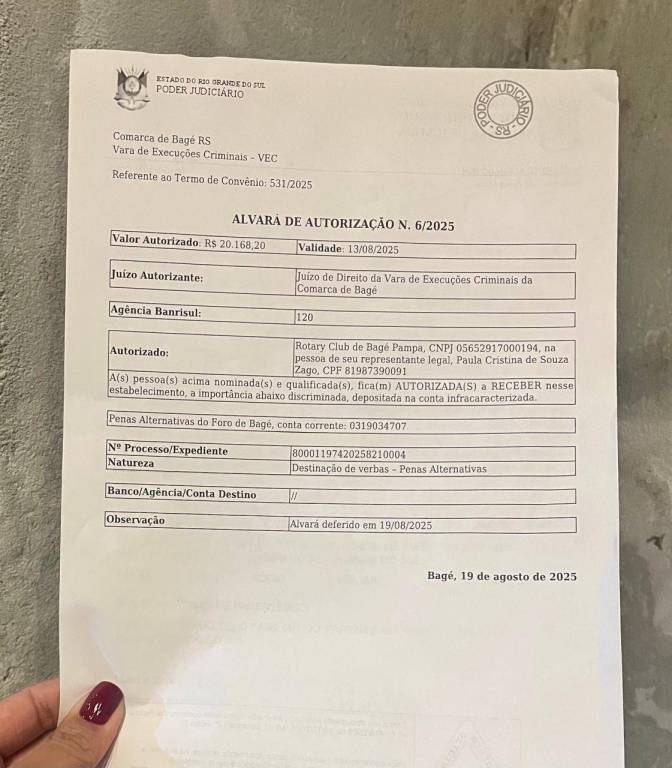 ESTADO DO RIO GRANDE DO SUL
PODER JUDICIÁRIO
PODER JUDICIÁRIO - RS -
Comarca de Bagé RS
Vara de Execuções Criminais - VEC
Referente ao Termo de Convênio: 531/2025
ALVARÁ DE AUTORIZAÇÃO N. 6/2025
Valor Autorizado: R$ 20.168,20 Validade: 13/08/2025
Juízo Autorizante: Juízo de Direito da Vara de Execuções Criminais da
Comarca de Bagé
Agência Banrisul: 120
Autorizado: Rotary Club de Bagé Pampa, CNPJ 05652917000194, na
pessoa de seu representante legal, Paula Cristina de Souza
Zago, CPF 81987390091
A(s) pessoa(s) acima nominada(s) e qualificada(s), fica(m) AUTORIZADA(S) a RECEBER nesse
estabelecimento, a importância abaixo discriminada, depositada na conta infracaracterizada.
Penas Alternativas do Foro de Bagé, conta corrente: 0319034707
Nº Processo/Expediente 80001197420258210004
Natureza Destinação de verbas - Penas Alternativas
Banco/Agência/Conta Destino //
Observação Alvará deferido em 19/08/2025
Bagé, 19 de agosto de 2025